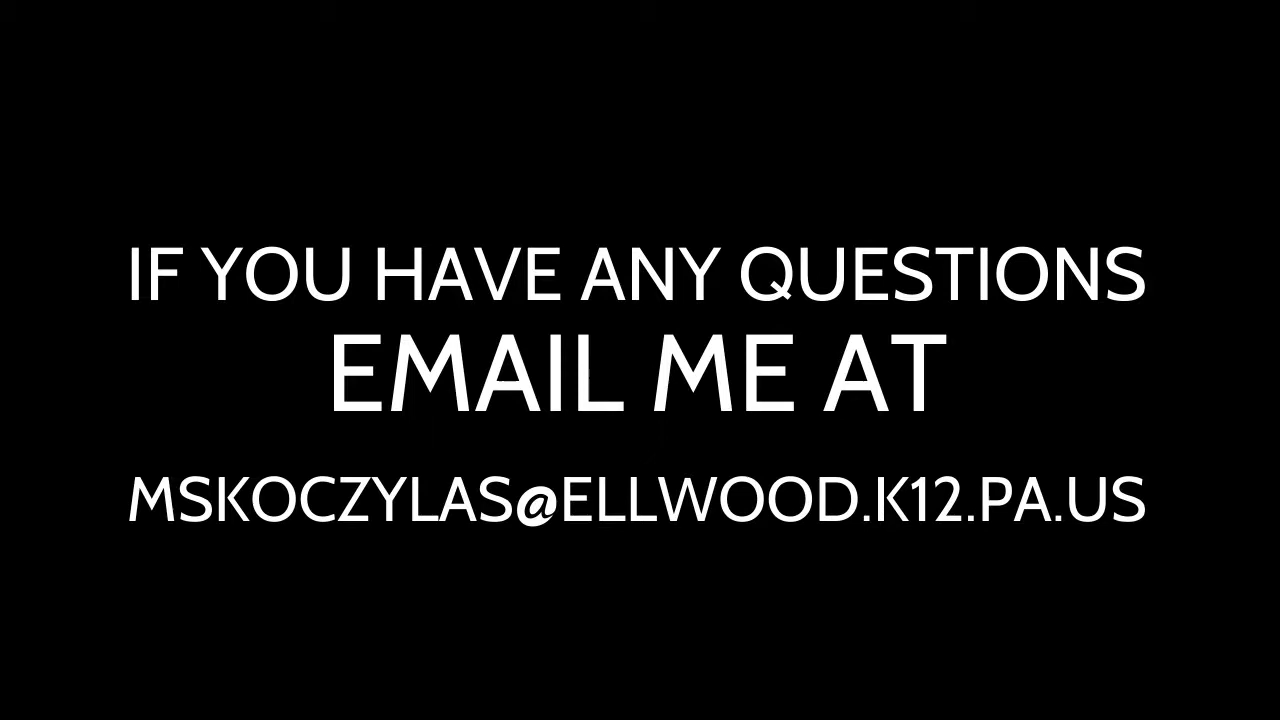 IF YOU HAVE ANY QUESTIONS
EMAIL ME AT
MSKOCZYLAS@ELLWOOD.K12.PA.US